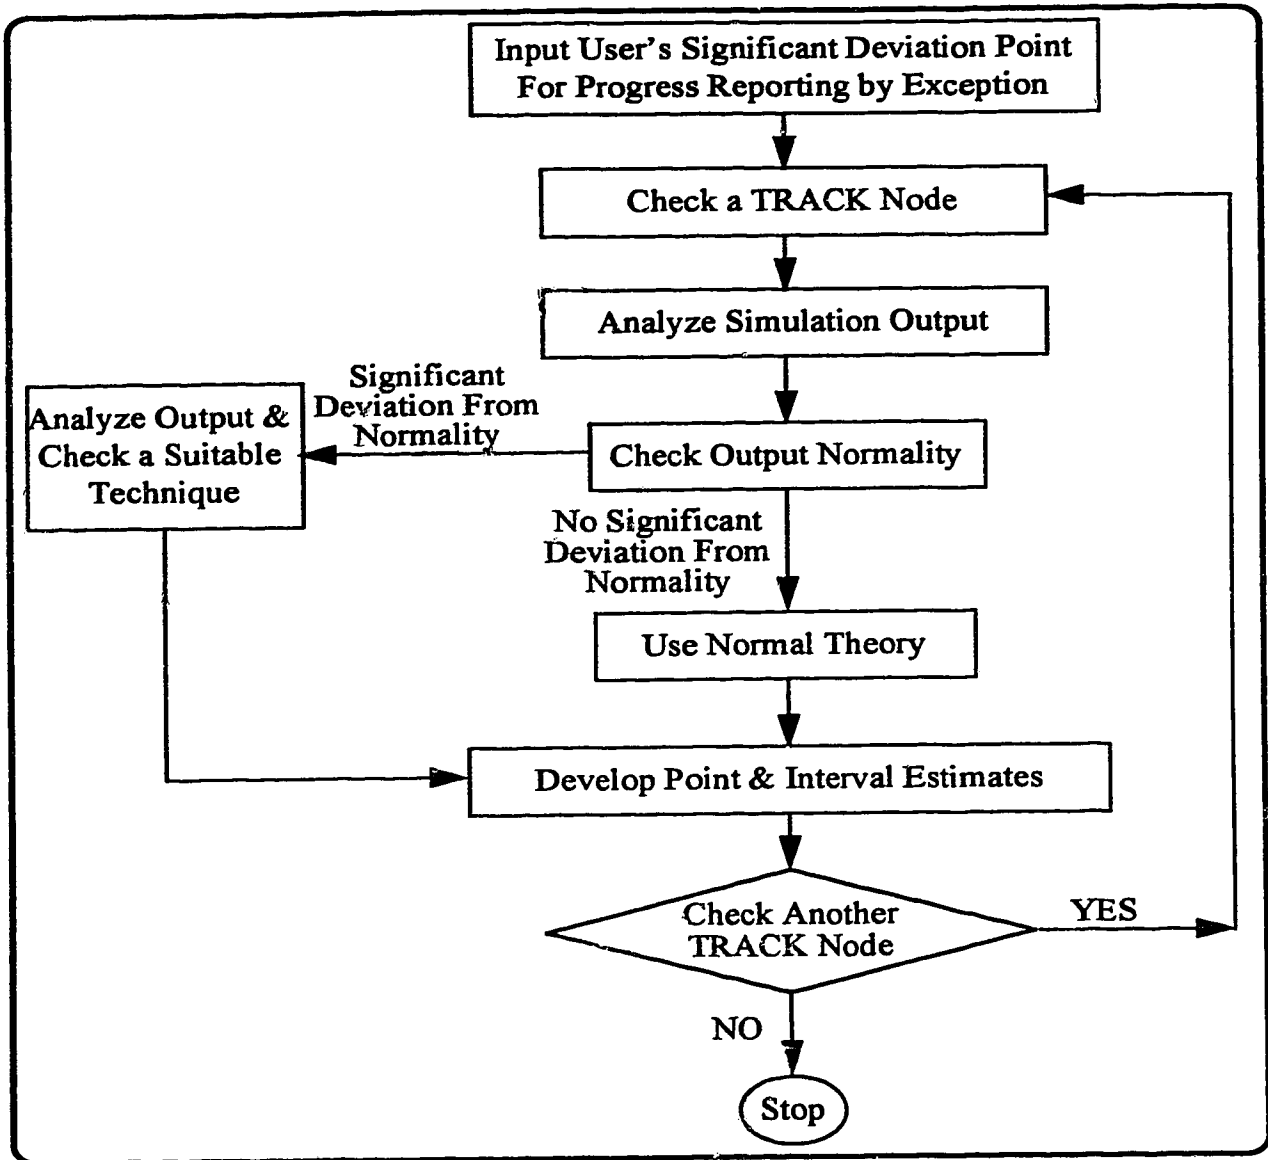 Input User's Significant Deviation Point
For Progress Reporting by Exception
Check a TRACK Node
Analyze Simulation Output
Significant
Deviation From
Normality
Analyze Output &
Check a Suitable
Technique
Check Output Normality
No Significant
Deviation From
Normality
Use Normal Theory
Develop Point & Interval Estimates
Check Another
TRACK Node
YES
NO
Stop